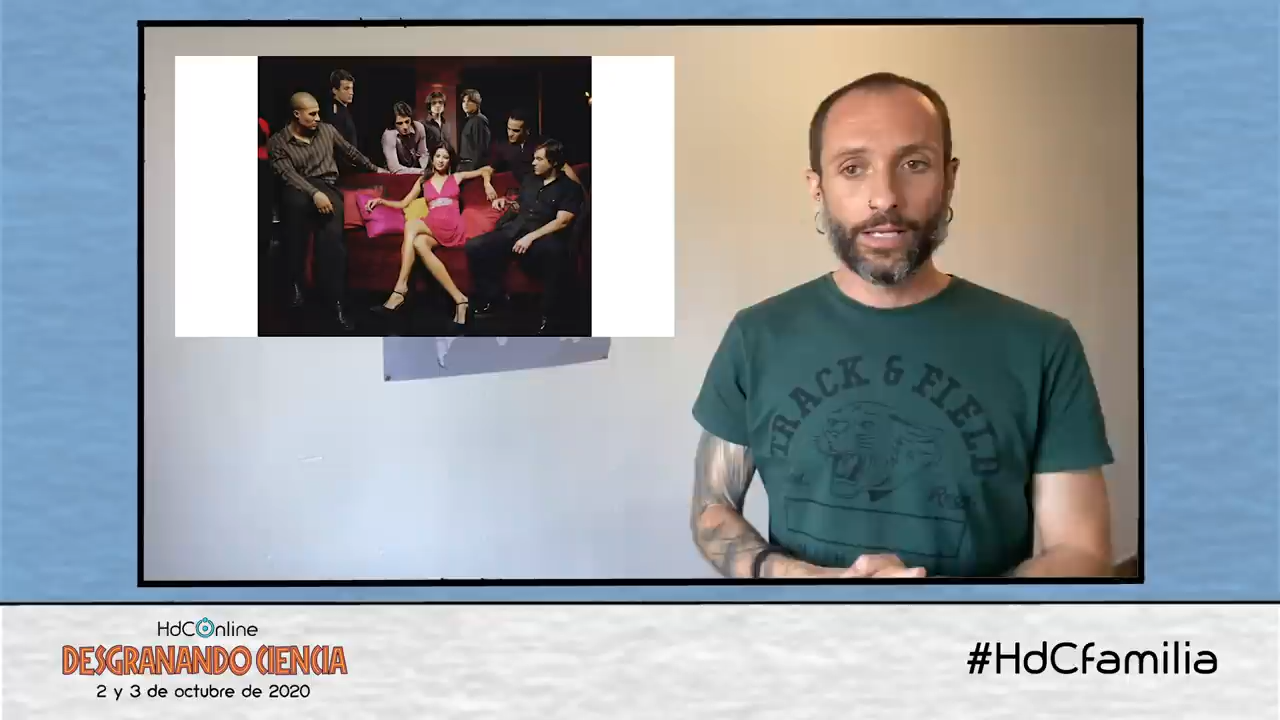 TRACK & FIELD
HdCOnline
DESGRANANDO CIENCIA
2 y 3 de octubre de 2020
#HdCfamilia